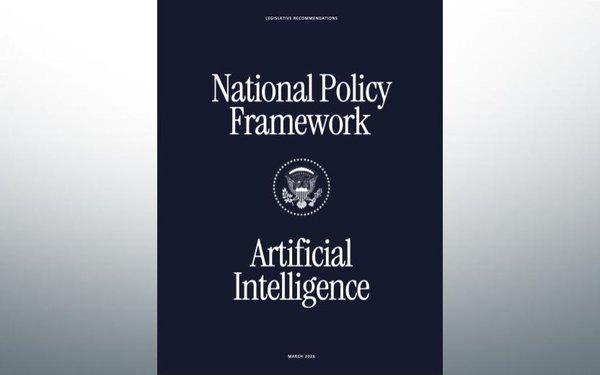 LEGISLATIVE RECOMMENDATIONS
National Policy
Framework
Artificial
Intelligence
MARCH 2026